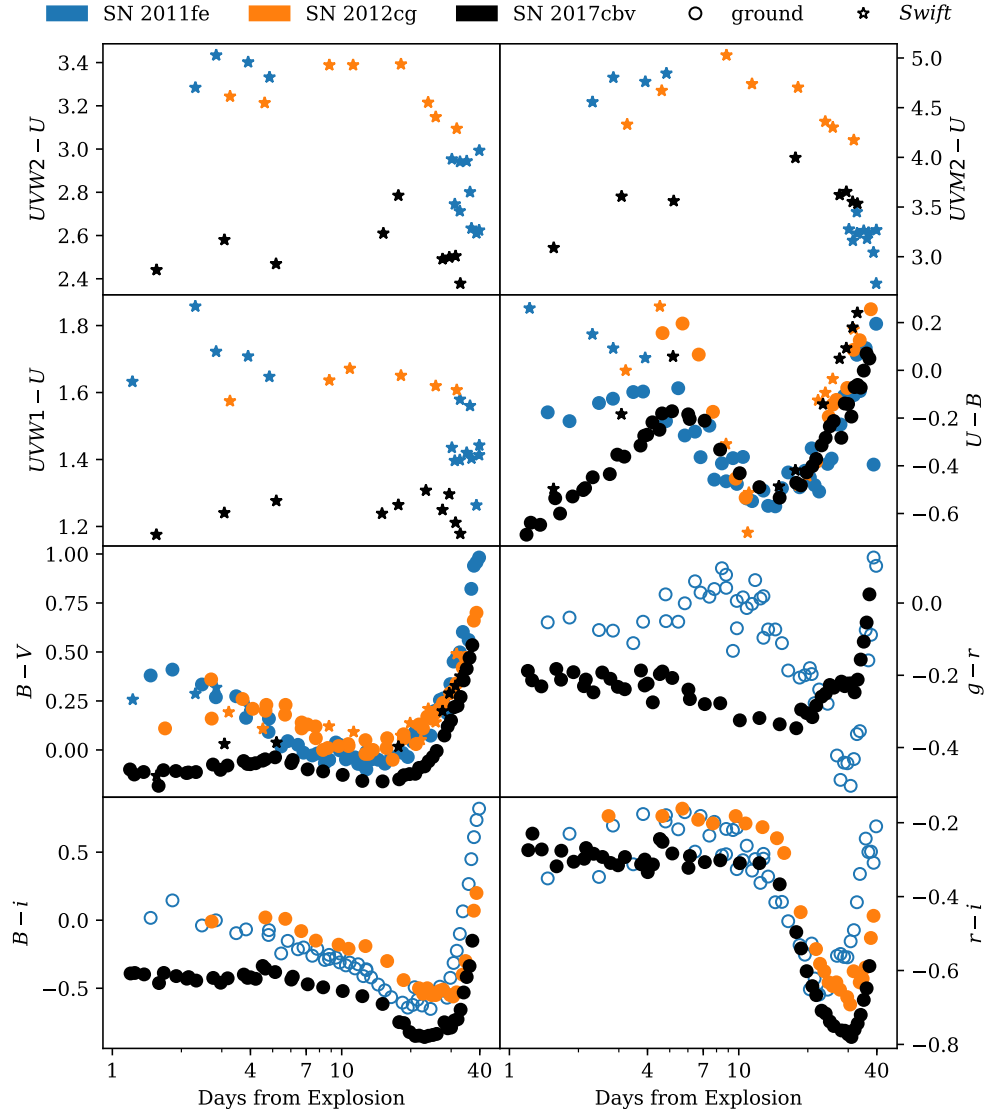 SN 2011fe SN 2012cg SN 2017cbv ground Swift
3.4
3.2
3.0
2.8
2.6
2.4
UVW2 − U
5.0
4.5
4.0
3.5
3.0
UVM2 − U
1.8
1.6
1.4
1.2
UVW1 − U
0.2
0.0
−0.2
−0.4
−0.6
U − B
1.00
0.75
0.50
0.25
0.00
B − V
0.0
−0.2
−0.4
g − r
0.5
0.0
−0.5
B − i
−0.2
−0.4
−0.6
−0.8
r − i
1 4 10 40
1 4 10 40
Days from Explosion
Days from Explosion